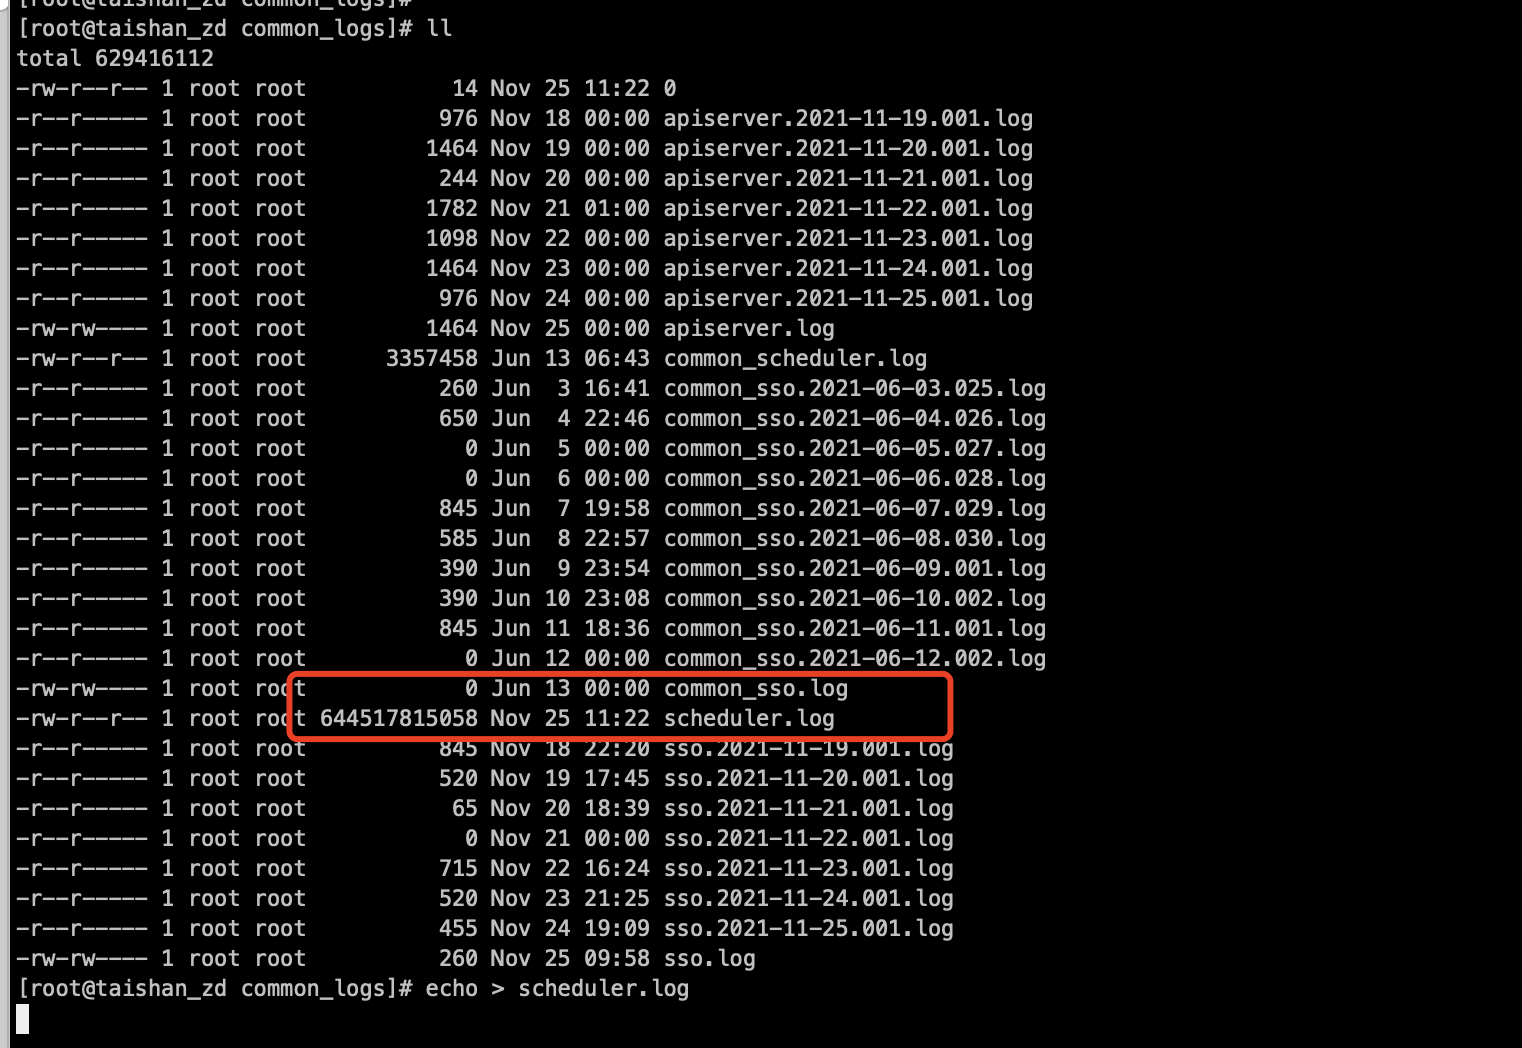 [root@taishan_zd common_logs]#
[root@taishan_zd common_logs]# ll
total 629416112
-rw-r--r-- 1 root root           14 Nov 25 11:22 0
-r--r----- 1 root root          976 Nov 18 00:00 apiserver.2021-11-19.001.log
-r--r----- 1 root root         1464 Nov 19 00:00 apiserver.2021-11-20.001.log
-r--r----- 1 root root          244 Nov 20 00:00 apiserver.2021-11-21.001.log
-r--r----- 1 root root         1782 Nov 21 01:00 apiserver.2021-11-22.001.log
-r--r----- 1 root root         1098 Nov 22 00:00 apiserver.2021-11-23.001.log
-r--r----- 1 root root         1464 Nov 23 00:00 apiserver.2021-11-24.001.log
-r--r----- 1 root root          976 Nov 24 00:00 apiserver.2021-11-25.001.log
-rw-rw---- 1 root root         1464 Nov 25 00:00 apiserver.log
-rw-r--r-- 1 root root      3357458 Jun 13 06:43 common_scheduler.log
-r--r----- 1 root root          260 Jun  3 16:41 common_sso.2021-06-03.025.log
-r--r----- 1 root root          650 Jun  4 22:46 common_sso.2021-06-04.026.log
-r--r----- 1 root root            0 Jun  5 00:00 common_sso.2021-06-05.027.log
-r--r----- 1 root root            0 Jun  6 00:00 common_sso.2021-06-06.028.log
-r--r----- 1 root root          845 Jun  7 19:58 common_sso.2021-06-07.029.log
-r--r----- 1 root root          585 Jun  8 22:57 common_sso.2021-06-08.030.log
-r--r----- 1 root root          390 Jun  9 23:54 common_sso.2021-06-09.001.log
-r--r----- 1 root root          390 Jun 10 23:08 common_sso.2021-06-10.002.log
-r--r----- 1 root root          845 Jun 11 18:36 common_sso.2021-06-11.001.log
-r--r----- 1 root root            0 Jun 12 00:00 common_sso.2021-06-12.002.log
-rw-rw---- 1 root root            0 Jun 13 00:00 common_sso.log
-rw-r--r-- 1 root root 644517815058 Nov 25 11:22 scheduler.log
-r--r----- 1 root root          845 Nov 18 22:20 sso.2021-11-19.001.log
-r--r----- 1 root root          520 Nov 19 17:45 sso.2021-11-20.001.log
-r--r----- 1 root root           65 Nov 20 18:39 sso.2021-11-21.001.log
-r--r----- 1 root root            0 Nov 21 00:00 sso.2021-11-22.001.log
-r--r----- 1 root root          715 Nov 22 16:24 sso.2021-11-23.001.log
-r--r----- 1 root root          520 Nov 23 21:25 sso.2021-11-24.001.log
-r--r----- 1 root root          455 Nov 24 19:09 sso.2021-11-25.001.log
-rw-rw---- 1 root root          260 Nov 25 09:58 sso.log
[root@taishan_zd common_logs]# echo > scheduler.log